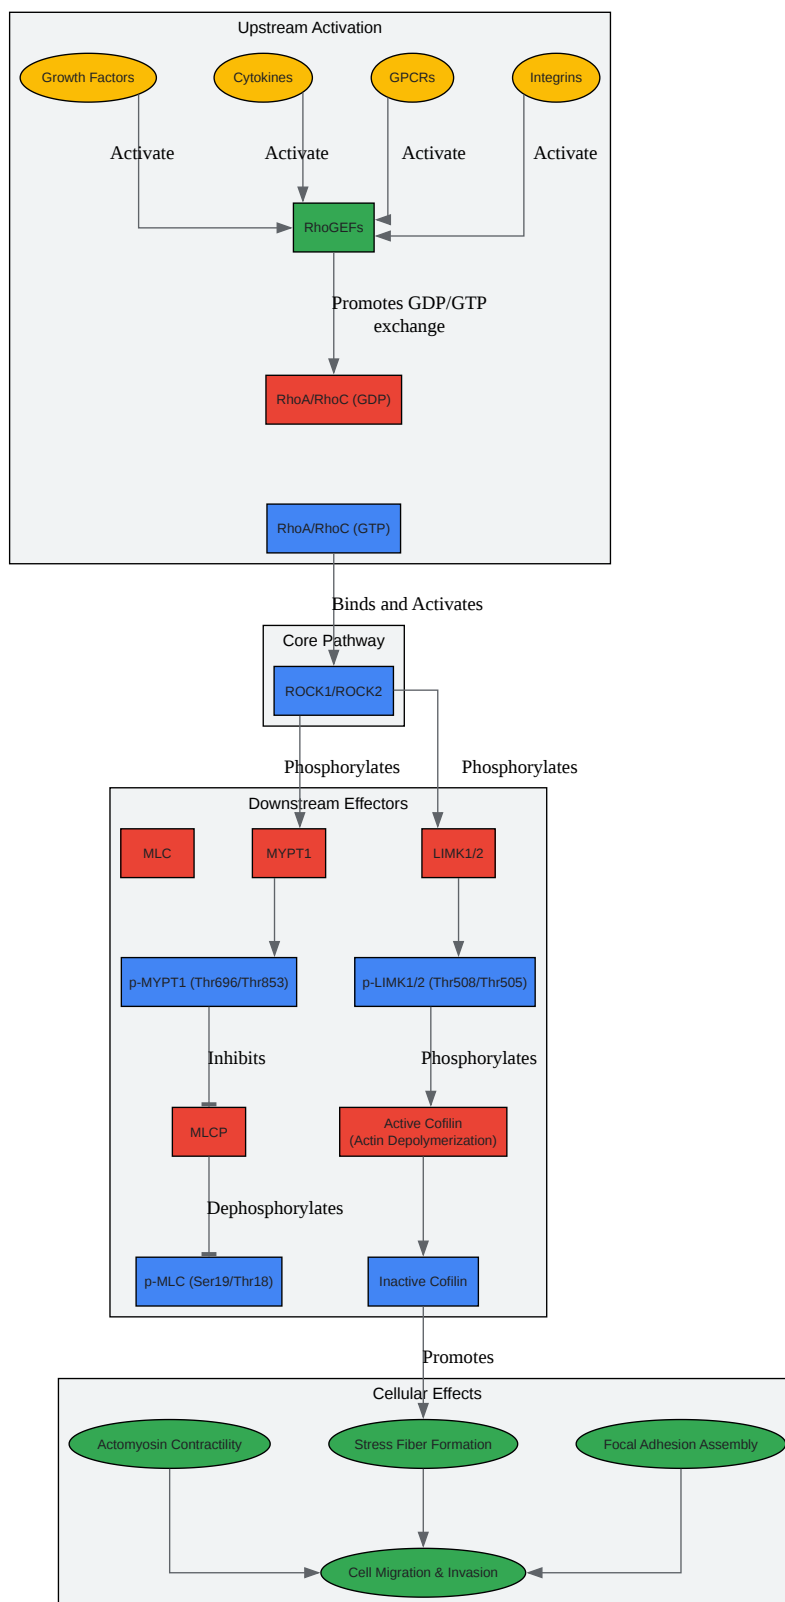 Upstream Activation
Growth Factors
Cytokines
GPCRs
Integrins
Activate
Activate
Activate
Activate
RhoGEFs
Promotes GDP/GTP
exchange
RhoA/RhoC (GDP)
RhoA/RhoC (GTP)
Binds and Activates
Core Pathway
ROCK1/ROCK2
Phosphorylates
Phosphorylates
Downstream Effectors
MLC
MYPT1
LIMK1/2
p-MYPT1 (Thr696/Thr853)
p-LIMK1/2 (Thr508/Thr505)
Inhibits
Phosphorylates
MLCP
Active Cofilin
(Actin Depolymerization)
Dephosphorylates
p-MLC (Ser19/Thr18)
Inactive Cofilin
Promotes
Cellular Effects
Actomyosin Contractility
Stress Fiber Formation
Focal Adhesion Assembly
Cell Migration & Invasion